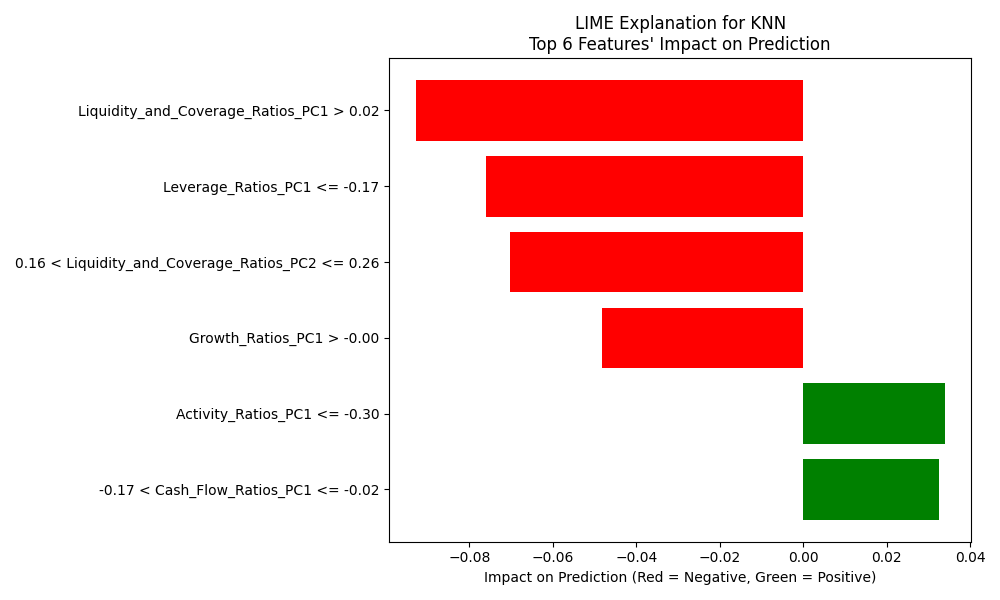 LIME Explanation for KNN
Top 6 Features' Impact on Prediction
Liquidity_and_Coverage_Ratios_PC1 > 0.02
Leverage_Ratios_PC1 <= -0.17
0.16 < Liquidity_and_Coverage_Ratios_PC2 <= 0.26
Growth_Ratios_PC1 > -0.00
Activity_Ratios_PC1 <= -0.30
-0.17 < Cash_Flow_Ratios_PC1 <= -0.02
−0.08 −0.06 −0.04 −0.02 0.00 0.02 0.04
Impact on Prediction (Red = Negative, Green = Positive)